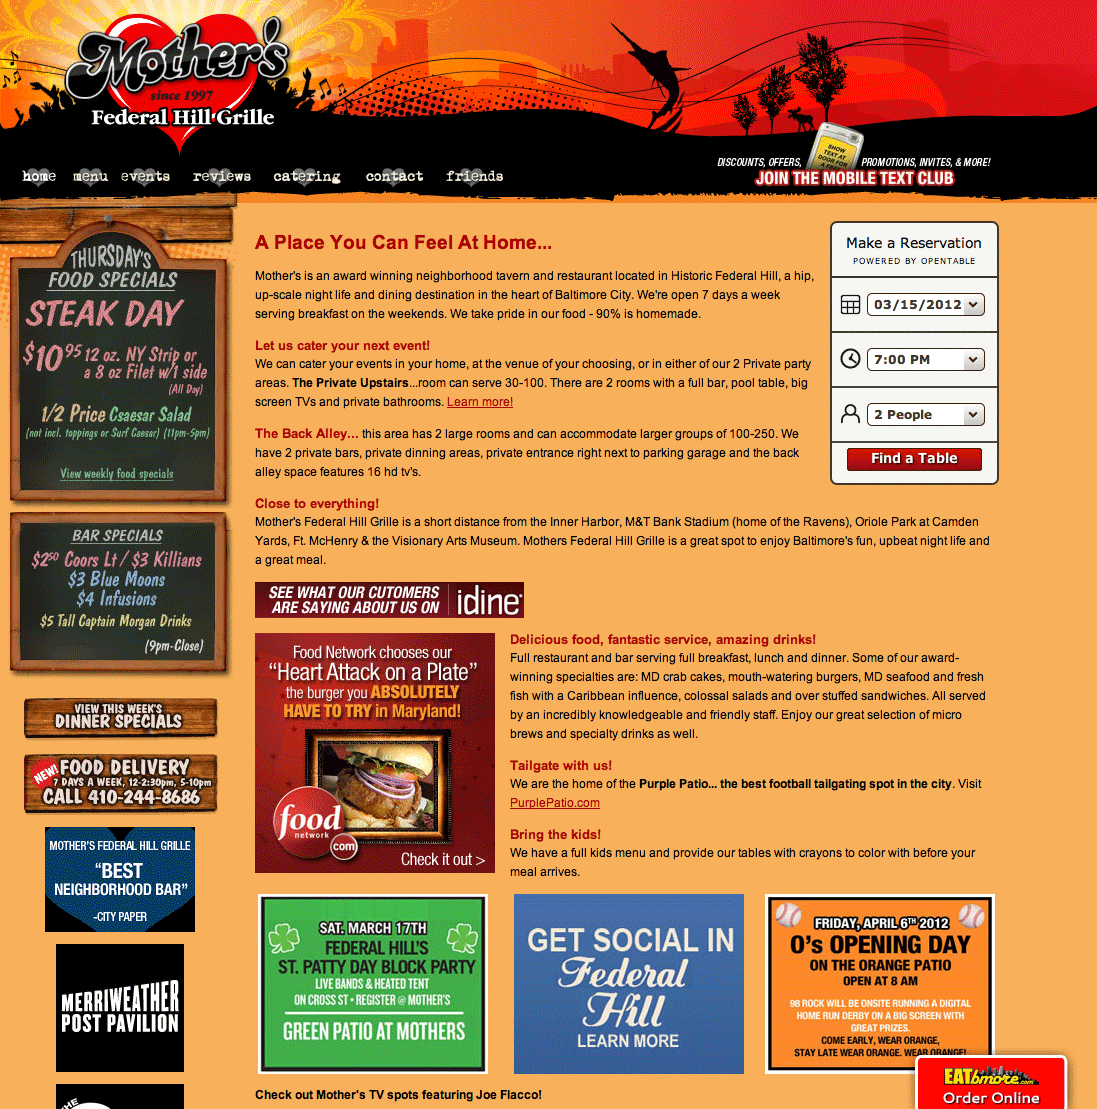 Mother's
since 1997
Federal Hill Grille
SHOW
TEXT AT
DOOR FOR
DISCOUNTS, OFFERS, PROMOTIONS, INVITES, & MORE!
JOIN THE MOBILE TEXT CLUB
home menu events reviews catering contact friends
THURSDAY'S
FOOD SPECIALS
STEAK DAY
$10.95 12 oz. NY Strip or
a 8 oz Filet w/1 side
(All Day)
1/2 Price Csaesar Salad
(not incl. toppings or Surf Caesar) (11pm-5pm)
View weekly food specials
BAR SPECIALS
$2.50 Coors Lt / $3 Killians
$3 Blue Moons
$4 Infusions
$5 Tall Captain Morgan Drinks
(9pm-Close)
VIEW THIS WEEK'S
DINNER SPECIALS
NEW! FOOD DELIVERY
7 DAYS A WEEK, 12-2:30pm, 5-10pm
CALL 410-244-8686
MOTHER'S FEDERAL HILL GRILLE
"BEST
NEIGHBORHOOD BAR"
-CITY PAPER
MERRIWEATHER
POST PAVILION
THE
A Place You Can Feel At Home...
Mother's is an award winning neighborhood tavern and restaurant located in Historic Federal Hill, a hip,
up-scale night life and dining destination in the heart of Baltimore City. We're open 7 days a week
serving breakfast on the weekends. We take pride in our food - 90% is homemade.
Let us cater your next event!
We can cater your events in your home, at the venue of your choosing, or in either of our 2 Private party
areas. The Private Upstairs...room can serve 30-100. There are 2 rooms with a full bar, pool table, big
screen TVs and private bathrooms. Learn more!
The Back Alley... this area has 2 large rooms and can accommodate larger groups of 100-250. We
have 2 private bars, private dinning areas, private entrance right next to parking garage and the back
alley space features 16 hd tv's.
Make a Reservation
POWERED BY OPENTABLE
03/15/2012
7:00 PM
2 People
Find a Table
Close to everything!
Mother's Federal Hill Grille is a short distance from the Inner Harbor, M&T Bank Stadium (home of the Ravens), Oriole Park at Camden
Yards, Ft. McHenry & the Visionary Arts Museum. Mothers Federal Hill Grille is a great spot to enjoy Baltimore's fun, upbeat night life and
a great meal.
SEE WHAT OUR CUTOMERS
ARE SAYING ABOUT US ON
idine
Food Network chooses our
"Heart Attack on a Plate"
the burger you ABSOLUTELY
HAVE TO TRY in Maryland!
food
network
com
Check it out >
Delicious food, fantastic service, amazing drinks!
Full restaurant and bar serving full breakfast, lunch and dinner. Some of our award-
winning specialties are: MD crab cakes, mouth-watering burgers, MD seafood and fresh
fish with a Caribbean influence, colossal salads and over stuffed sandwiches. All served
by an incredibly knowledgeable and friendly staff. Enjoy our great selection of micro
brews and specialty drinks as well.
Tailgate with us!
We are the home of the Purple Patio... the best football tailgating spot in the city. Visit
PurplePatio.com
Bring the kids!
We have a full kids menu and provide our tables with crayons to color with before your
meal arrives.
SAT. MARCH 17TH
FEDERAL HILL'S
ST. PATTY DAY BLOCK PARTY
LIVE BANDS & HEATED TENT
ON CROSS ST • REGISTER @ MOTHER'S
GREEN PATIO AT MOTHERS
GET SOCIAL IN
Federal
Hill
LEARN MORE
FRIDAY, APRIL 6TH 2012
O's OPENING DAY
ON THE ORANGE PATIO
OPEN AT 8 AM
98 ROCK WILL BE ONSITE RUNNING A DIGITAL
HOME RUN DERBY ON A BIG SCREEN WITH
GREAT PRIZES.
COME EARLY, WEAR ORANGE,
STAY LATE WEAR ORANGE. WEAR ORANGE!
EATbmore.com
Order Online
Check out Mother's TV spots featuring Joe Flacco!